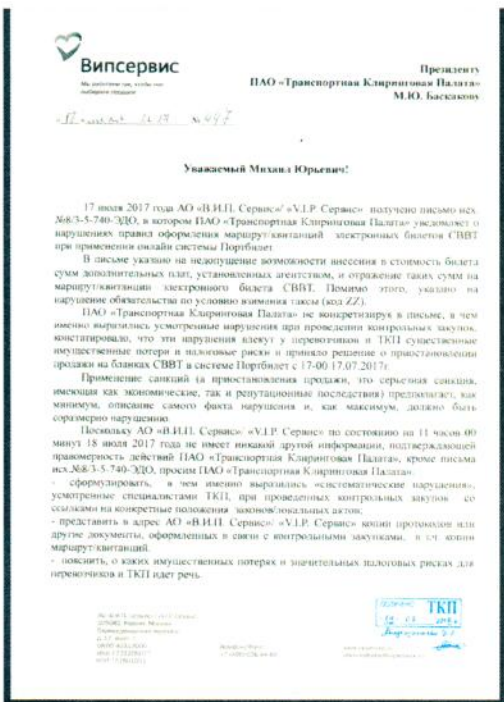 Випсервис
Мы работаем так, чтобы нас
выбирали сердцем
Президенту
ПАО «Транспортная Клиринговая Палата»
М.Ю. Баскакову
№ 447
Уважаемый Михаил Юрьевич!
17 июля 2017 года АО «В.И.П. Сервис»/ «V.I.P. Сервис» получено письмо исх.
№8/3-5-740-ЭДО, в котором ПАО «Транспортная Клиринговая Палата» уведомляет о
нарушениях правил оформления маршрут/квитанций электронных билетов СВВТ
при применении онлайн системы Портбилет.
В письме указано на недопущение возможности внесения в стоимость билета
сумм дополнительных плат, установленных агентством, и отражение таких сумм на
маршрут/квитанции электронного билета СВВТ. Помимо этого, указано на
нарушение обязательства по условию взимания таксы (код ZZ).
ПАО «Транспортная Клиринговая Палата» не конкретизируя в письме, в чем
именно выразились усмотренные нарушения при проведении контрольных закупок,
констатировало, что эти нарушения влекут у перевозчиков и ТКП существенные
имущественные потери и налоговые риски и приняло решение о приостановлении
продажи на бланках СВВТ в системе Портбилет с 17-00 17.07.2017г.
Применение санкций (а приостановления продажи, это серьезная санкция,
имеющая как экономические, так и репутационные последствия) предполагает, как
минимум, описание самого факта нарушения и, как максимум, должно быть
соразмерно нарушению.
Поскольку АО «В.И.П. Сервис»/ «V.I.P. Сервис» по состоянию на 11 часов 00
минут 18 июля 2017 года не имеет никакой другой информации, подтверждающей
правомерность действий ПАО «Транспортная Клиринговая Палата», кроме письма
исх.№8/3-5-740-ЭДО, просим ПАО «Транспортная Клиринговая Палата»:
- сформулировать, в чем именно выразились «систематические нарушения»,
усмотренные специалистами ТКП, при проведенных контрольных закупок со
ссылками на конкретные положения законов/локальных актов;
- представить в адрес АО «В.И.П. Сервис»/ «V.I.P. Сервис» копии протоколов или
другие документы, оформленных в связи с контрольными закупками, в т.ч. копии
маршрут/квитанций.
- пояснить, о каких имущественных потерях и значительных налоговых рисках для
перевозчиков и ТКП идет речь.
ТКП